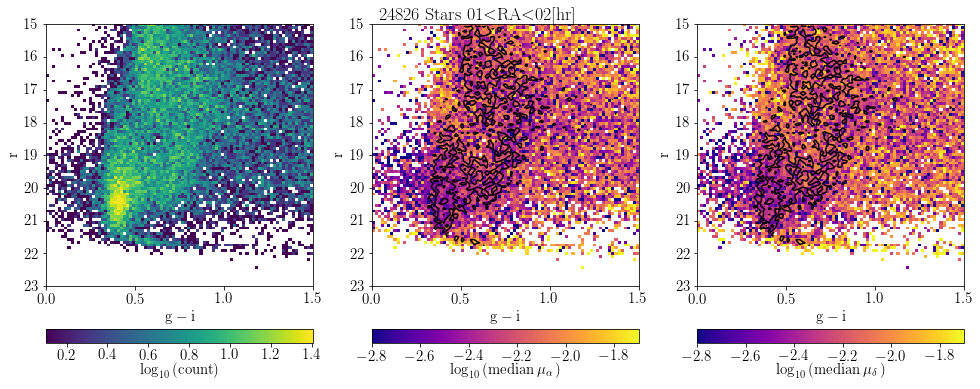 24826 Stars 01<RA<02[hr]
15
16
17
18
19
20
21
22
23
r
0.0 0.5 1.0 1.5
g − i
0.2 0.4 0.6 0.8 1.0 1.2 1.4
log₁₀(count)
15
16
17
18
19
20
21
22
23
r
0.0 0.5 1.0 1.5
g − i
−2.8 −2.6 −2.4 −2.2 −2.0 −1.8
log₁₀(median μ_α)
15
16
17
18
19
20
21
22
23
r
0.0 0.5 1.0 1.5
g − i
−2.8 −2.6 −2.4 −2.2 −2.0 −1.8
log₁₀(median μ_δ)